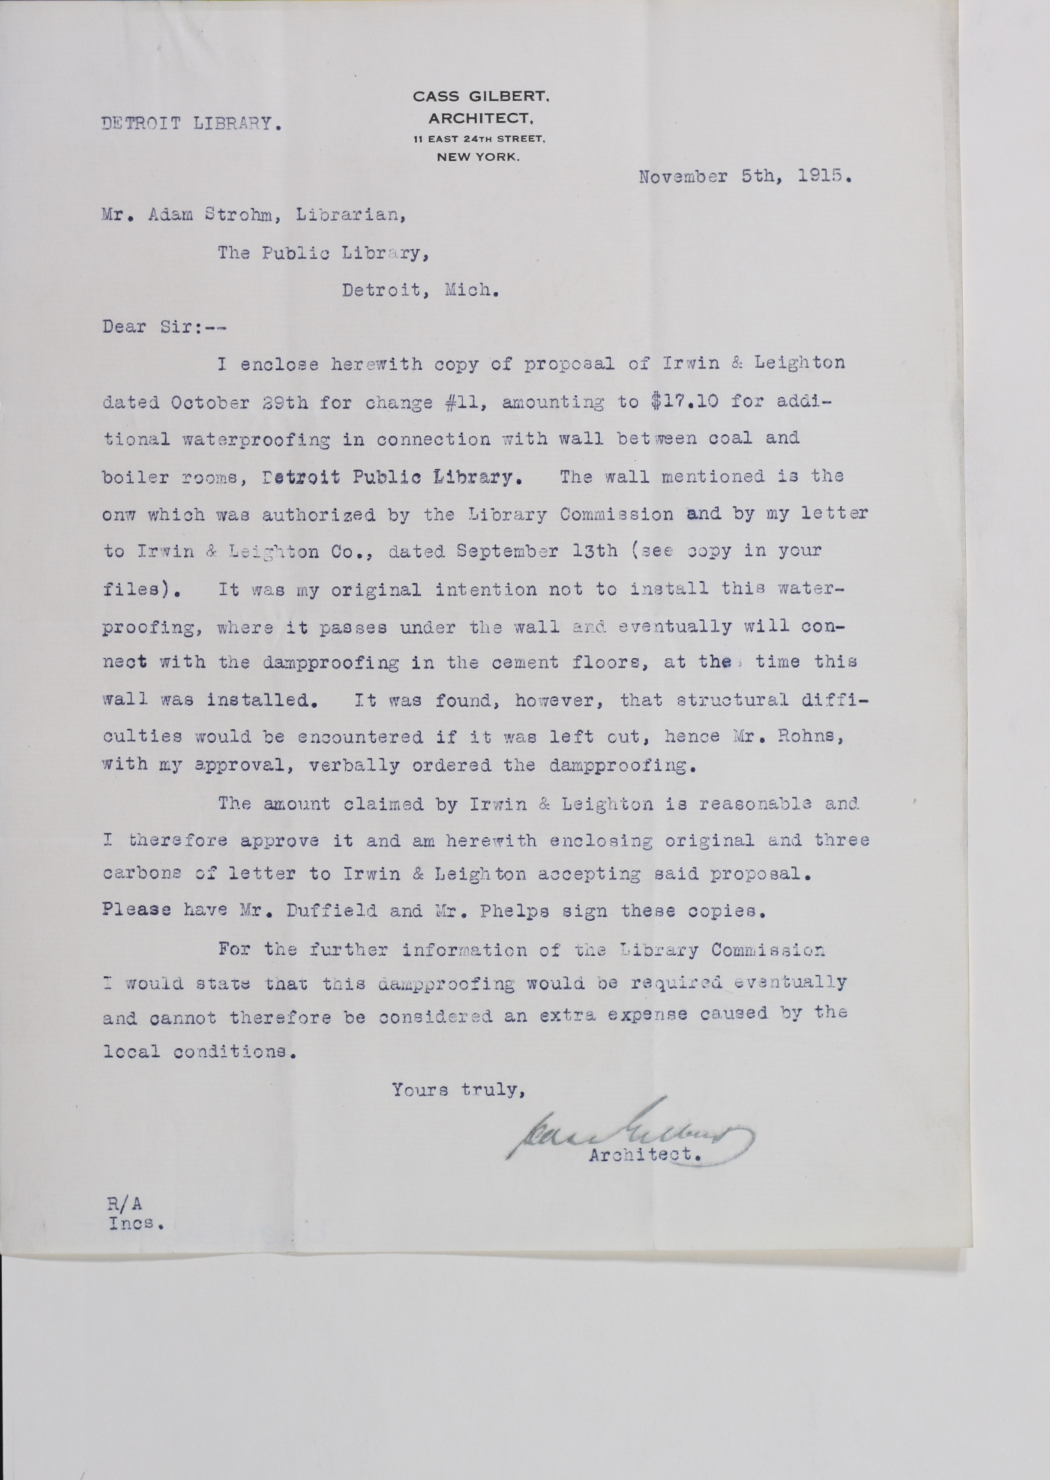 CASS GILBERT,
ARCHITECT,
11 EAST 24TH STREET,
NEW YORK.
DETROIT LIBRARY.
November 5th, 1915.
Mr. Adam Strohm, Librarian,
The Public Library,
Detroit, Mich.
Dear Sir:--
I enclose herewith copy of proposal of Irwin & Leighton
dated October 29th for change #11, amounting to $17.10 for addi-
tional waterproofing in connection with wall between coal and
boiler rooms, Detroit Public Library. The wall mentioned is the
onw which was authorized by the Library Commission and by my letter
to Irwin & Leighton Co., dated September 13th (see copy in your
files). It was my original intention not to install this water-
proofing, where it passes under the wall and eventually will con-
nect with the dampproofing in the cement floors, at the time this
wall was installed. It was found, however, that structural diffi-
culties would be encountered if it was left out, hence Mr. Rohns,
with my approval, verbally ordered the dampproofing.
The amount claimed by Irwin & Leighton is reasonable and
I therefore approve it and am herewith enclosing original and three
carbons of letter to Irwin & Leighton accepting said proposal.
Please have Mr. Duffield and Mr. Phelps sign these copies.
For the further information of the Library Commission
I would state that this dampproofing would be required eventually
and cannot therefore be considered an extra expense caused by the
local conditions.
Yours truly,
Cass Gilbert
Architect.
R/A
Incs.